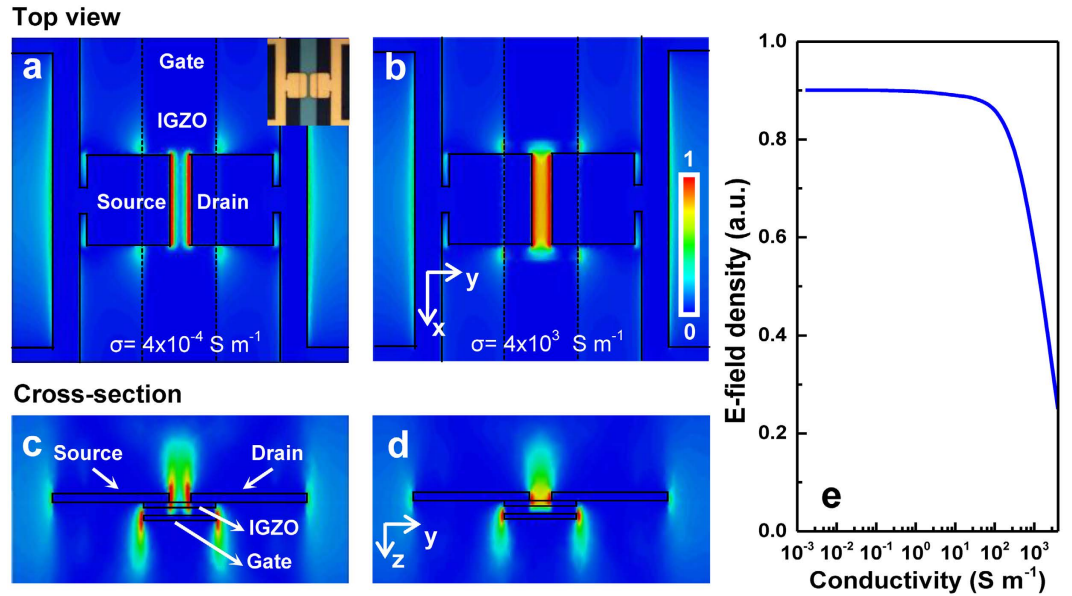 Top view
a
Gate
IGZO
Source
Drain
σ= 4x10⁻⁴ S m⁻¹
b
1
0
y
x
σ= 4x10³ S m⁻¹
Cross-section
c
Source
Drain
IGZO
Gate
d
y
z
E-field density (a.u.)
1.0
0.8
0.6
0.4
0.2
0.0
e
10⁻³ 10⁻² 10⁻¹ 10⁰ 10¹ 10² 10³
Conductivity (S m⁻¹)